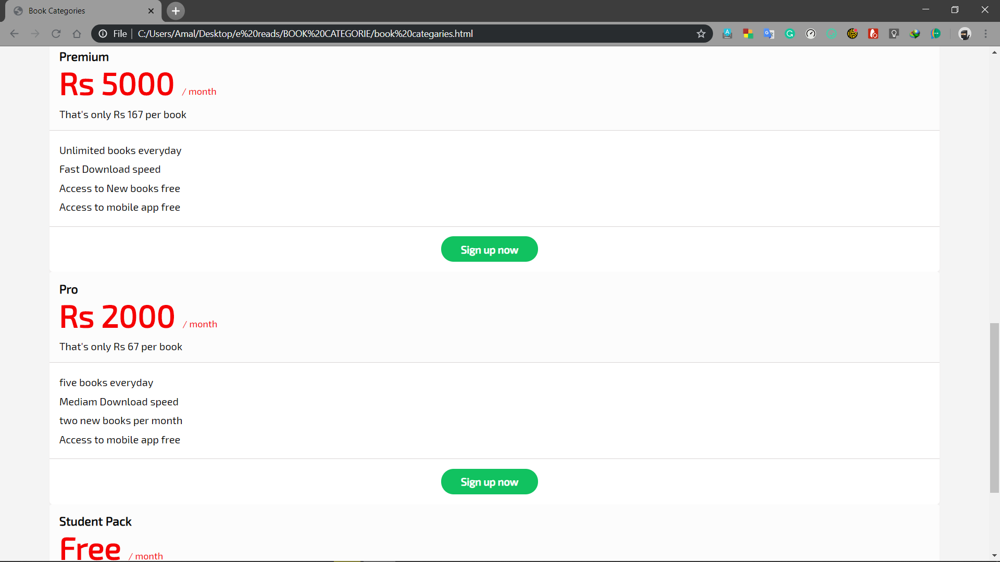 Book Categories
File | C:/Users/Amal/Desktop/e%20reads/BOOK%20CATEGORIE/book%20categaries.html
Premium
Rs 5000 / month
That's only Rs 167 per book
Unlimited books everyday
Fast Download speed
Access to New books free
Access to mobile app free
Sign up now
Pro
Rs 2000 / month
That's only Rs 67 per book
five books everyday
Mediam Download speed
two new books per month
Access to mobile app free
Sign up now
Student Pack
Free / month